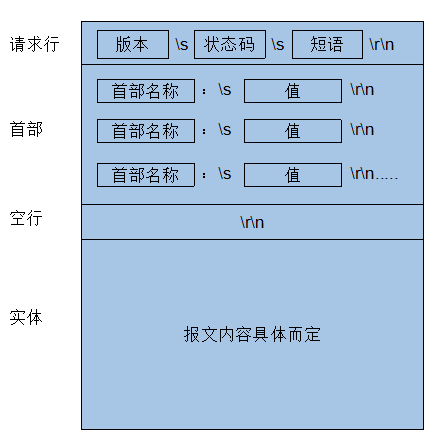 请求行 版本 \s 状态码 \s 短语 \r\n
首部名称 : \s 值 \r\n
首部 首部名称 : \s 值 \r\n
首部名称 : \s 值 \r\n.....
空行 \r\n
实体 报文内容具体而定